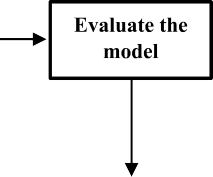 Evaluate the
model